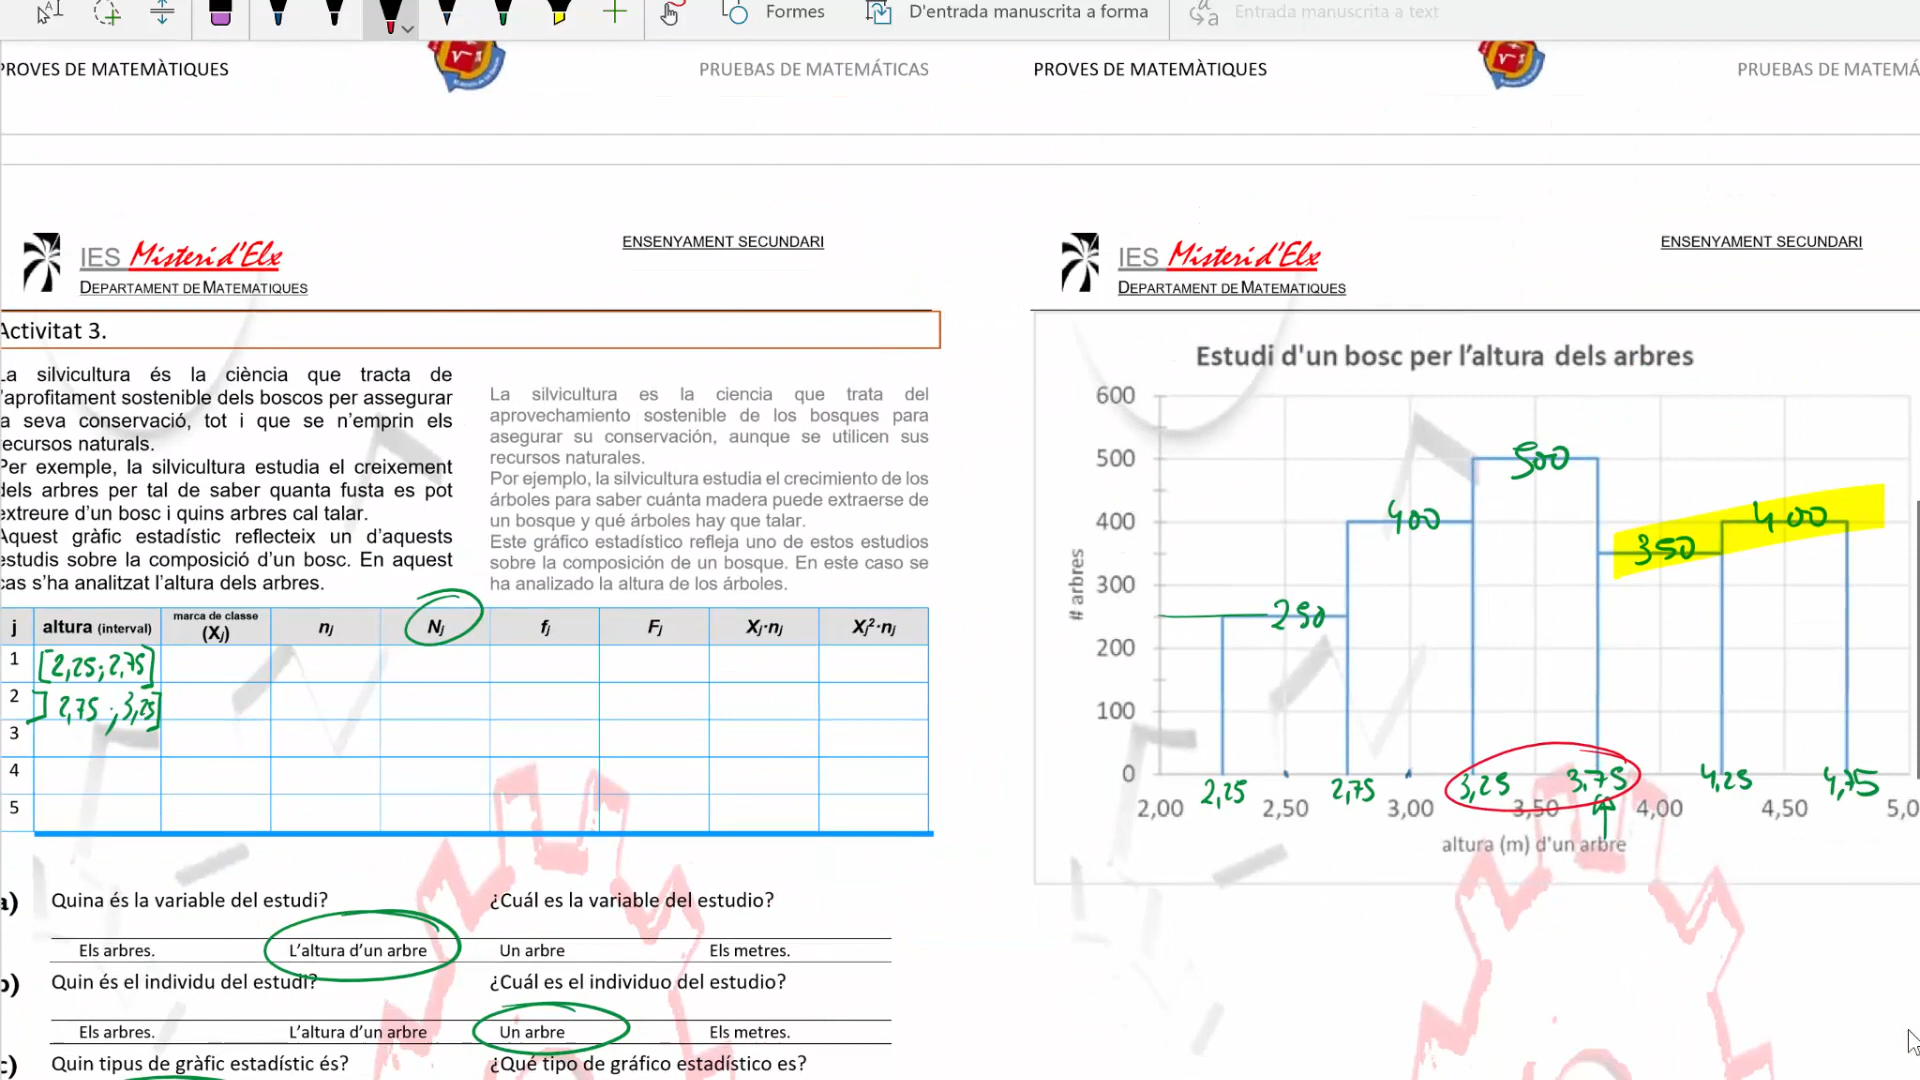 Formes
D'entrada manuscrita a forma
Entrada manuscrita a text
PROVES DE MATEMÀTIQUES
PRUEBAS DE MATEMÁTICAS
PROVES DE MATEMÀTIQUES
PRUEBAS DE MATEMÁ
IES Misteri d'Elx
DEPARTAMENT DE MATEMATIQUES
ENSENYAMENT SECUNDARI
Activitat 3.
La silvicultura és la ciència que tracta de
l'aprofitament sostenible dels boscos per assegurar
la seva conservació, tot i que se n'emprin els
recursos naturals.
Per exemple, la silvicultura estudia el creixement
dels arbres per tal de saber quanta fusta es pot
extreure d'un bosc i quins arbres cal talar.
Aquest gràfic estadístic reflecteix un d'aquests
estudis sobre la composició d'un bosc. En aquest
cas s'ha analitzat l'altura dels arbres.
La silvicultura es la ciencia que trata del
aprovechamiento sostenible de los bosques para
asegurar su conservación, aunque se utilicen sus
recursos naturales.
Por ejemplo, la silvicultura estudia el crecimiento de los
árboles para saber cuánta madera puede extraerse de
un bosque y qué árboles hay que talar.
Este gráfico estadístico refleja uno de estos estudios
sobre la composición de un bosque. En este caso se
ha analizado la altura de los árboles.
j altura (interval) marca de classe (Xj) nj Nj fj Fj Xj·nj Xj²·nj
1 [2,25; 2,75]
2 ]2,75 ; 3,25]
3
4
5
a) Quina és la variable del estudi? ¿Cuál es la variable del estudio?
Els arbres. L'altura d'un arbre Un arbre Els metres.
b) Quin és el individu del estudi? ¿Cuál es el individuo del estudio?
Els arbres. L'altura d'un arbre Un arbre Els metres.
c) Quin tipus de gràfic estadístic és? ¿Qué tipo de gráfico estadístico es?
IES Misteri d'Elx
DEPARTAMENT DE MATEMATIQUES
ENSENYAMENT SECUNDARI
Estudi d'un bosc per l'altura dels arbres
600
500
400
300
200
100
0
# arbres
250 400 500 350 400
2,25 2,75 3,25 3,75 4,25 4,75
2,00 2,50 3,00 3,50 4,00 4,50 5,0
altura (m) d'un arbre